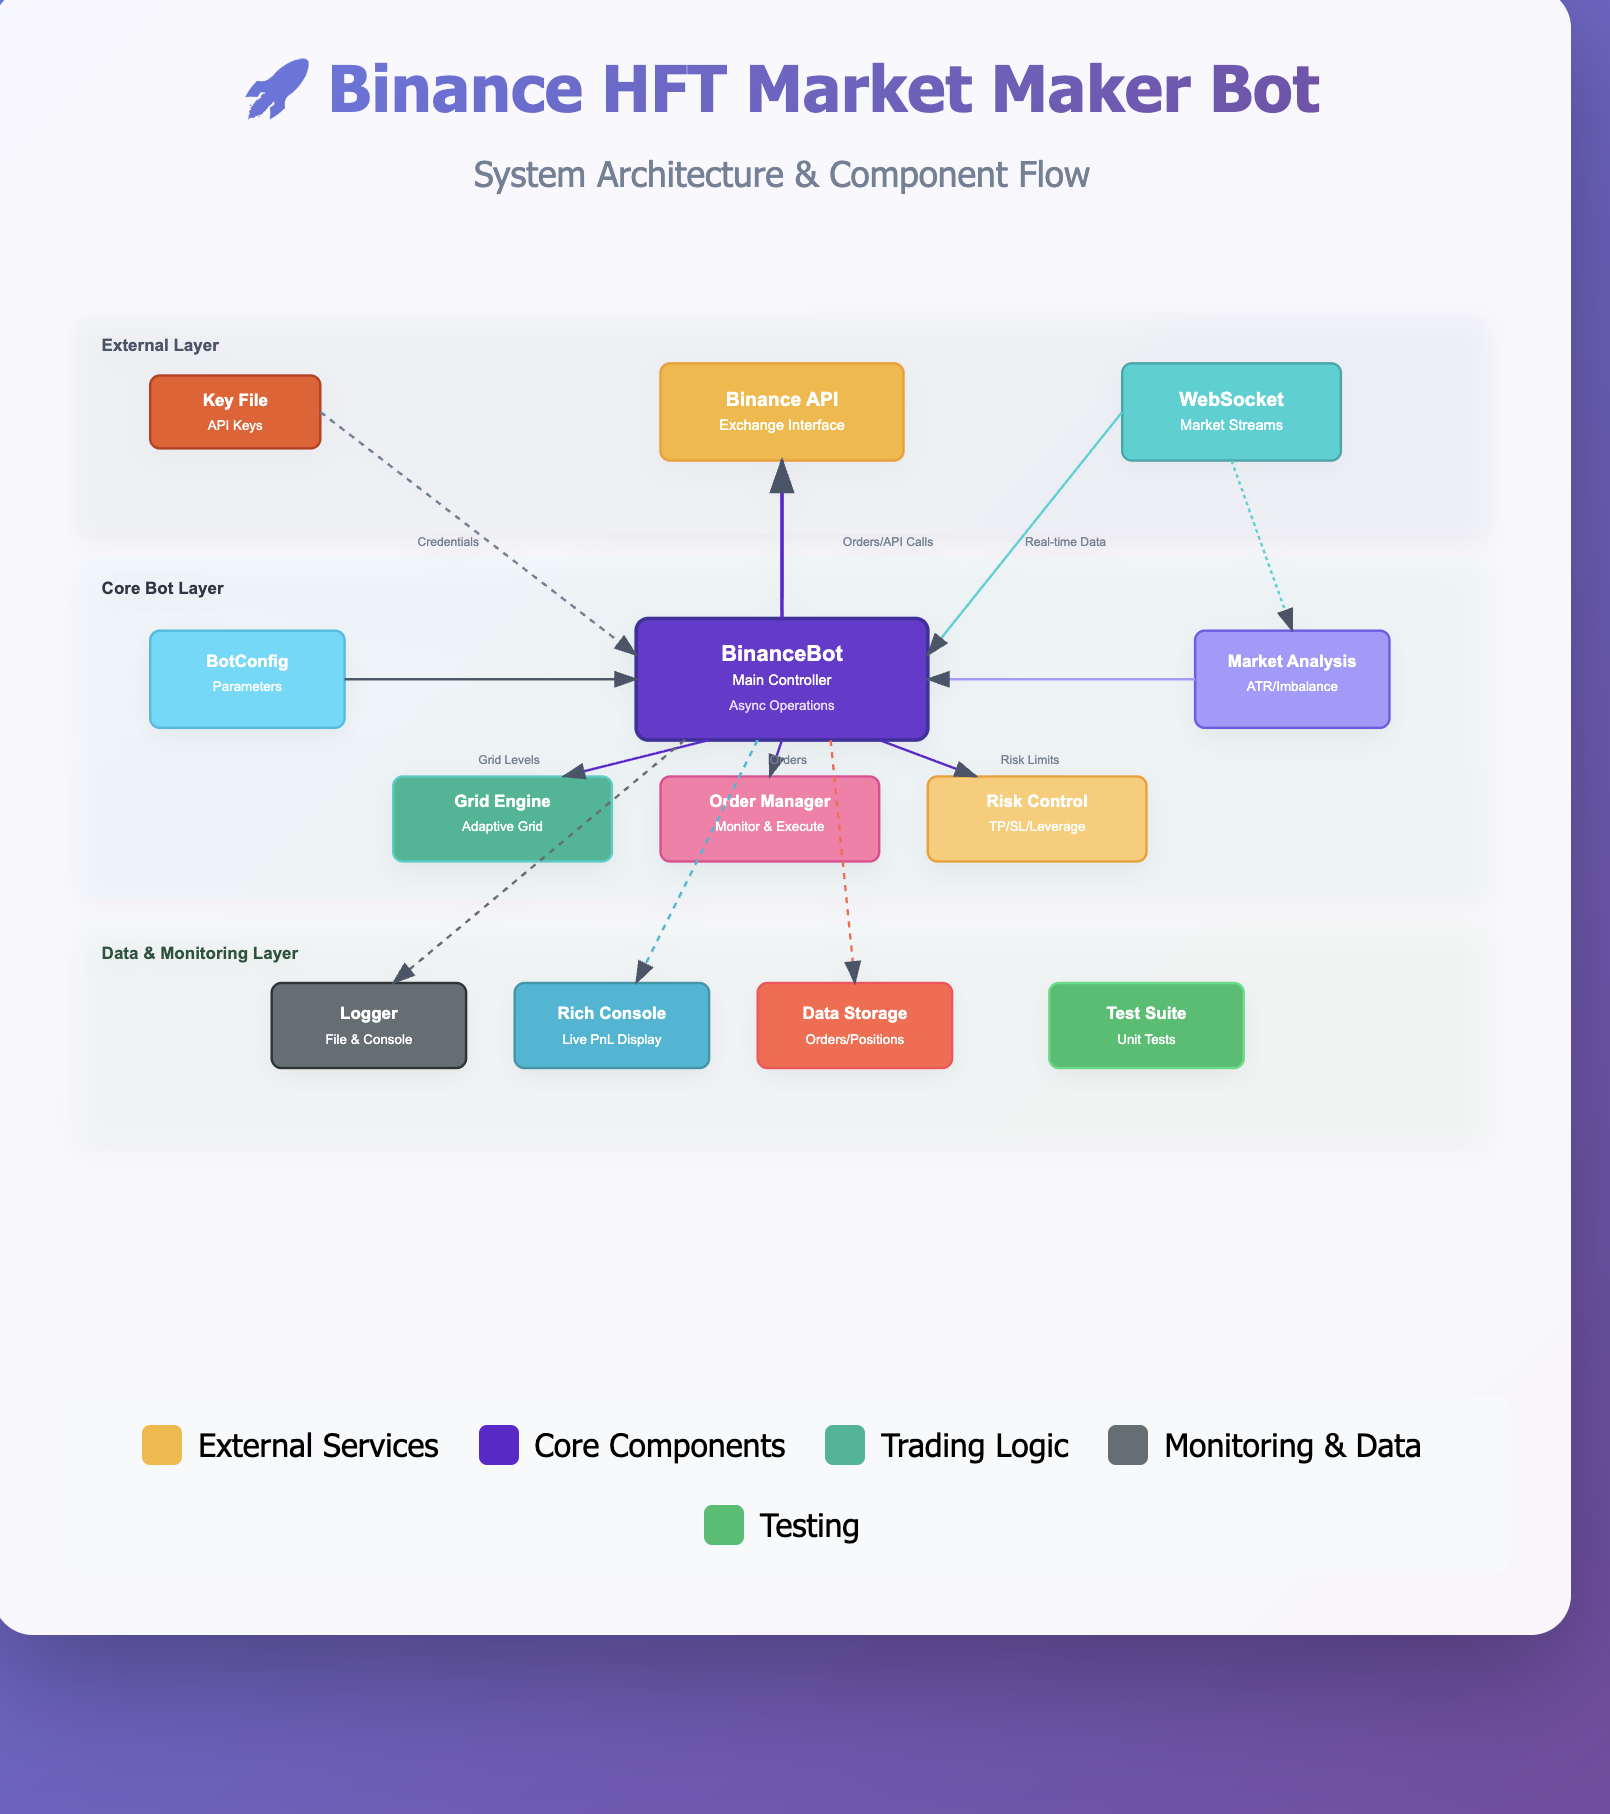 Binance HFT Market Maker Bot
System Architecture & Component Flow
External Layer
Key File
API Keys
Binance API
Exchange Interface
WebSocket
Market Streams
Credentials
Orders/API Calls
Real-time Data
Core Bot Layer
BotConfig
Parameters
BinanceBot
Main Controller
Async Operations
Market Analysis
ATR/Imbalance
Grid Levels
Orders
Risk Limits
Grid Engine
Adaptive Grid
Order Manager
Monitor & Execute
Risk Control
TP/SL/Leverage
Data & Monitoring Layer
Logger
File & Console
Rich Console
Live PnL Display
Data Storage
Orders/Positions
Test Suite
Unit Tests
External Services
Core Components
Trading Logic
Monitoring & Data
Testing